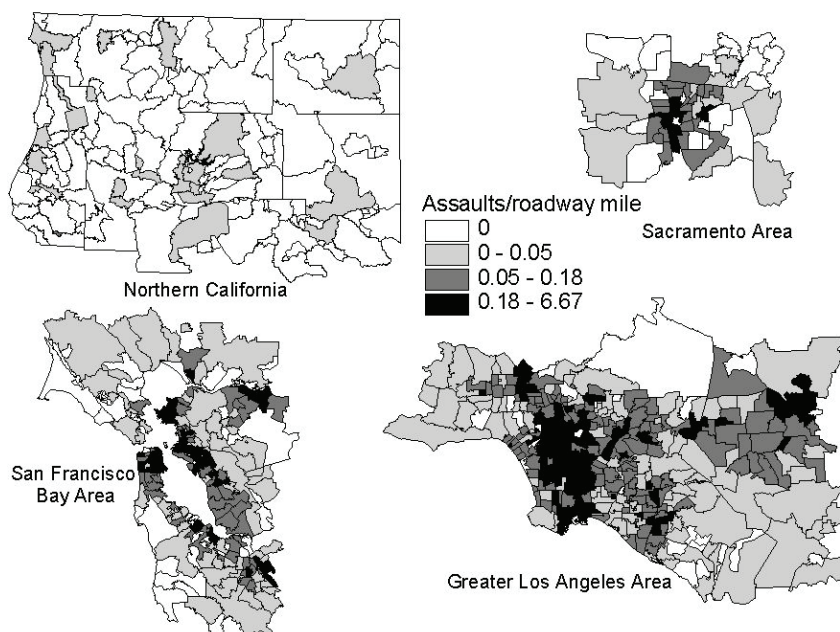 Assaults/roadway mile
0
0 - 0.05
0.05 - 0.18
0.18 - 6.67
Sacramento Area
Northern California
San Francisco
Bay Area
Greater Los Angeles Area